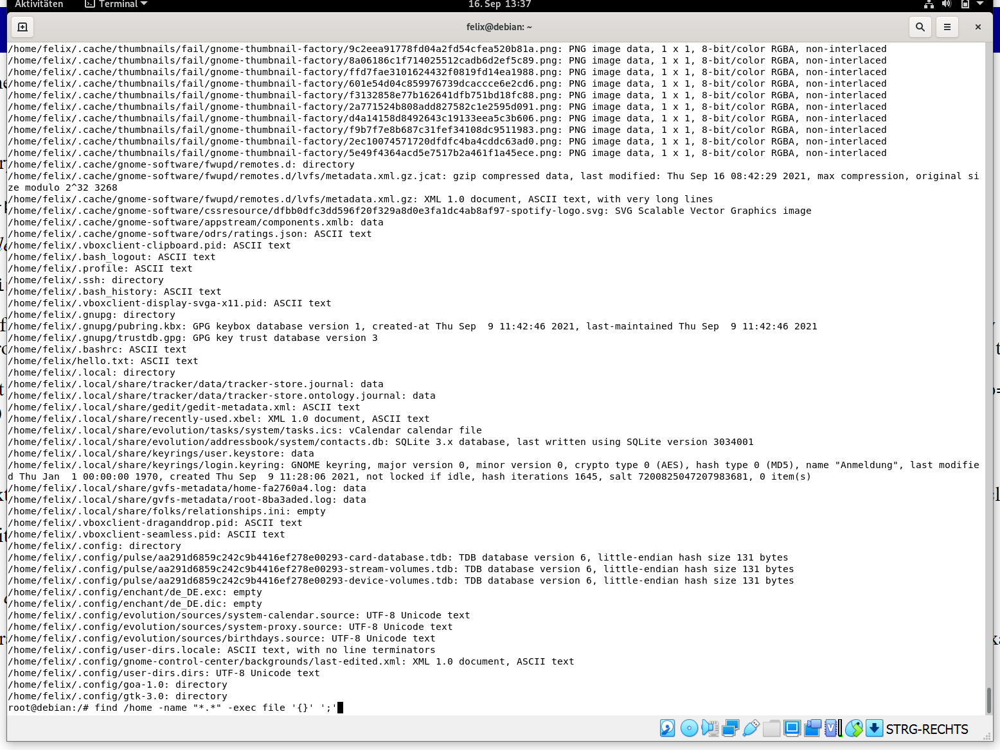 Aktivitäten
Terminal
16. Sep 13:37
felix@debian: ~
/home/felix/.cache/thumbnails/fail/gnome-thumbnail-factory/9c2eea91778fd04a2fd54cfea520b81a.png: PNG image data, 1 x 1, 8-bit/color RGBA, non-interlaced
/home/felix/.cache/thumbnails/fail/gnome-thumbnail-factory/8a06186c1f714025512cadb6d2ef5c89.png: PNG image data, 1 x 1, 8-bit/color RGBA, non-interlaced
/home/felix/.cache/thumbnails/fail/gnome-thumbnail-factory/ffd7fae3101624432f0819fd14ea1988.png: PNG image data, 1 x 1, 8-bit/color RGBA, non-interlaced
/home/felix/.cache/thumbnails/fail/gnome-thumbnail-factory/601e54d04c859976739dcaccce6e2cd6.png: PNG image data, 1 x 1, 8-bit/color RGBA, non-interlaced
/home/felix/.cache/thumbnails/fail/gnome-thumbnail-factory/f3132858e77b162641dfb751bd18fc88.png: PNG image data, 1 x 1, 8-bit/color RGBA, non-interlaced
/home/felix/.cache/thumbnails/fail/gnome-thumbnail-factory/2a771524b808add827582c1e2595d091.png: PNG image data, 1 x 1, 8-bit/color RGBA, non-interlaced
/home/felix/.cache/thumbnails/fail/gnome-thumbnail-factory/d4a14158d8492643c19133eea5c3b606.png: PNG image data, 1 x 1, 8-bit/color RGBA, non-interlaced
/home/felix/.cache/thumbnails/fail/gnome-thumbnail-factory/f9b7f7e8b687c31fef34108dc9511983.png: PNG image data, 1 x 1, 8-bit/color RGBA, non-interlaced
/home/felix/.cache/thumbnails/fail/gnome-thumbnail-factory/2ec10074571720dfdfc4ba4cddc63ad0.png: PNG image data, 1 x 1, 8-bit/color RGBA, non-interlaced
/home/felix/.cache/thumbnails/fail/gnome-thumbnail-factory/5e49f4364acd5e7517b2a461f1a45ece.png: PNG image data, 1 x 1, 8-bit/color RGBA, non-interlaced
/home/felix/.cache/gnome-software/fwupd/remotes.d: directory
/home/felix/.cache/gnome-software/fwupd/remotes.d/lvfs/metadata.xml.gz.jcat: gzip compressed data, last modified: Thu Sep 16 08:42:29 2021, max compression, original si
ze modulo 2^32 3268
/home/felix/.cache/gnome-software/fwupd/remotes.d/lvfs/metadata.xml.gz: XML 1.0 document, ASCII text, with very long lines
/home/felix/.cache/gnome-software/cssresource/dfbb0dfc3dd596f20f329a8d0e3fa1dc4ab8af97-spotify-logo.svg: SVG Scalable Vector Graphics image
/home/felix/.cache/gnome-software/appstream/components.xmlb: data
/home/felix/.cache/gnome-software/odrs/ratings.json: ASCII text
/home/felix/.vboxclient-clipboard.pid: ASCII text
/home/felix/.bash_logout: ASCII text
/home/felix/.profile: ASCII text
/home/felix/.ssh: directory
/home/felix/.bash_history: ASCII text
/home/felix/.vboxclient-display-svga-x11.pid: ASCII text
/home/felix/.gnupg: directory
/home/felix/.gnupg/pubring.kbx: GPG keybox database version 1, created-at Thu Sep  9 11:42:46 2021, last-maintained Thu Sep  9 11:42:46 2021
/home/felix/.gnupg/trustdb.gpg: GPG key trust database version 3
/home/felix/.bashrc: ASCII text
/home/felix/hello.txt: ASCII text
/home/felix/.local: directory
/home/felix/.local/share/tracker/data/tracker-store.journal: data
/home/felix/.local/share/tracker/data/tracker-store.ontology.journal: data
/home/felix/.local/share/gedit/gedit-metadata.xml: ASCII text
/home/felix/.local/share/recently-used.xbel: XML 1.0 document, ASCII text
/home/felix/.local/share/evolution/tasks/system/tasks.ics: vCalendar calendar file
/home/felix/.local/share/evolution/addressbook/system/contacts.db: SQLite 3.x database, last written using SQLite version 3034001
/home/felix/.local/share/keyrings/user.keystore: data
/home/felix/.local/share/keyrings/login.keyring: GNOME keyring, major version 0, minor version 0, crypto type 0 (AES), hash type 0 (MD5), name "Anmeldung", last modifie
d Thu Jan  1 00:00:00 1970, created Thu Sep  9 11:28:06 2021, not locked if idle, hash iterations 1645, salt 7200825047207983681, 0 item(s)
/home/felix/.local/share/gvfs-metadata/home-fa2760a4.log: data
/home/felix/.local/share/gvfs-metadata/root-8ba3aded.log: data
/home/felix/.local/share/folks/relationships.ini: empty
/home/felix/.vboxclient-draganddrop.pid: ASCII text
/home/felix/.vboxclient-seamless.pid: ASCII text
/home/felix/.config: directory
/home/felix/.config/pulse/aa291d6859c242c9b4416ef278e00293-card-database.tdb: TDB database version 6, little-endian hash size 131 bytes
/home/felix/.config/pulse/aa291d6859c242c9b4416ef278e00293-stream-volumes.tdb: TDB database version 6, little-endian hash size 131 bytes
/home/felix/.config/pulse/aa291d6859c242c9b4416ef278e00293-device-volumes.tdb: TDB database version 6, little-endian hash size 131 bytes
/home/felix/.config/enchant/de_DE.exc: empty
/home/felix/.config/enchant/de_DE.dic: empty
/home/felix/.config/evolution/sources/system-calendar.source: UTF-8 Unicode text
/home/felix/.config/evolution/sources/system-proxy.source: UTF-8 Unicode text
/home/felix/.config/evolution/sources/birthdays.source: UTF-8 Unicode text
/home/felix/.config/user-dirs.locale: ASCII text, with no line terminators
/home/felix/.config/gnome-control-center/backgrounds/last-edited.xml: XML 1.0 document, ASCII text
/home/felix/.config/user-dirs.dirs: UTF-8 Unicode text
/home/felix/.config/goa-1.0: directory
/home/felix/.config/gtk-3.0: directory
root@debian:/# find /home -name "*.*" -exec file '{}' ';'
STRG-RECHTS